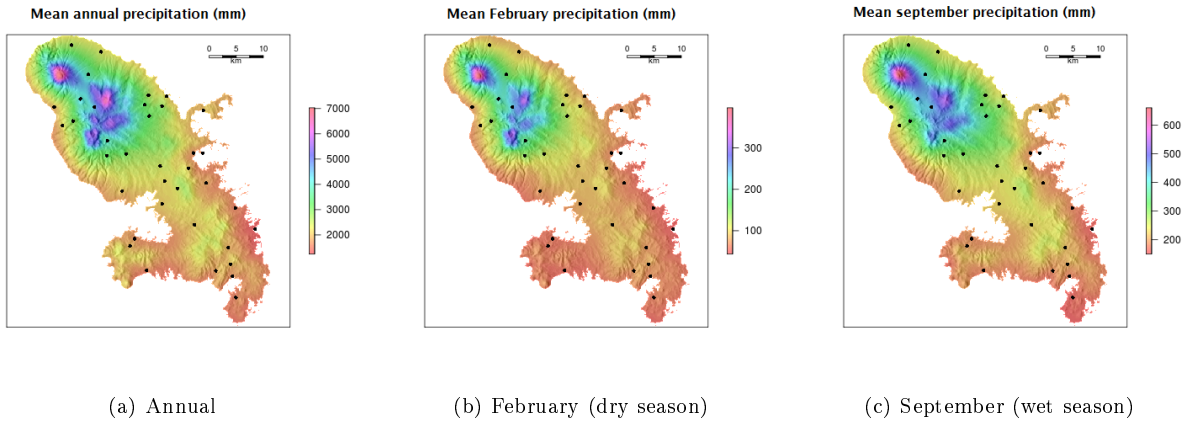 Mean annual precipitation (mm)
0 5 10
km
7000
6000
5000
4000
3000
2000
(a) Annual
Mean February precipitation (mm)
0 5 10
km
300
200
100
(b) February (dry season)
Mean september precipitation (mm)
0 5 10
km
600
500
400
300
200
(c) September (wet season)